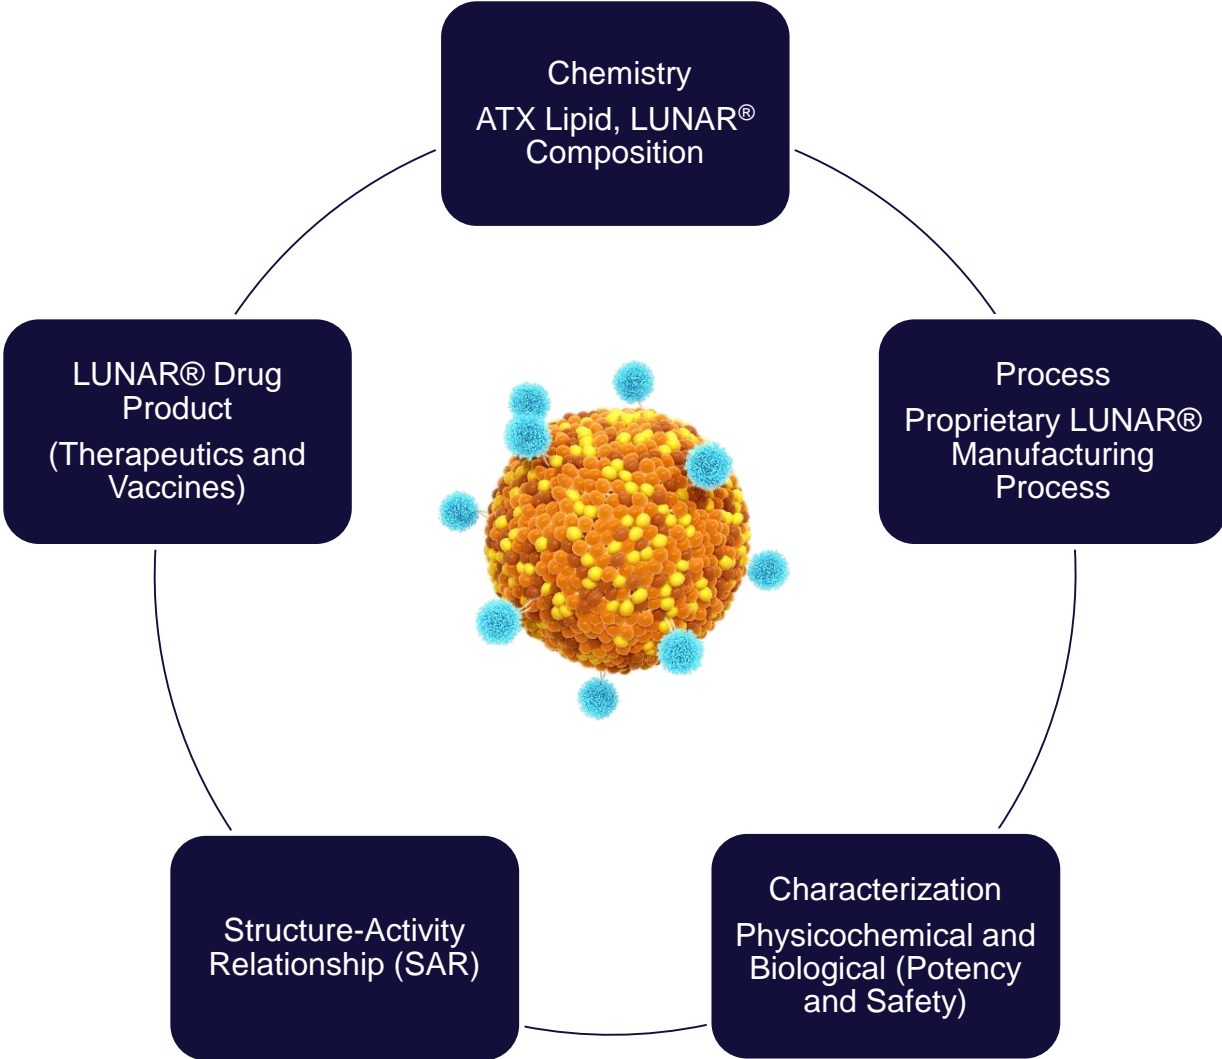 Chemistry
ATX Lipid, LUNAR®
Composition
LUNAR® Drug
Product
(Therapeutics and
Vaccines)
Process
Proprietary LUNAR®
Manufacturing
Process
Structure-Activity
Relationship (SAR)
Characterization
Physicochemical and
Biological (Potency
and Safety)